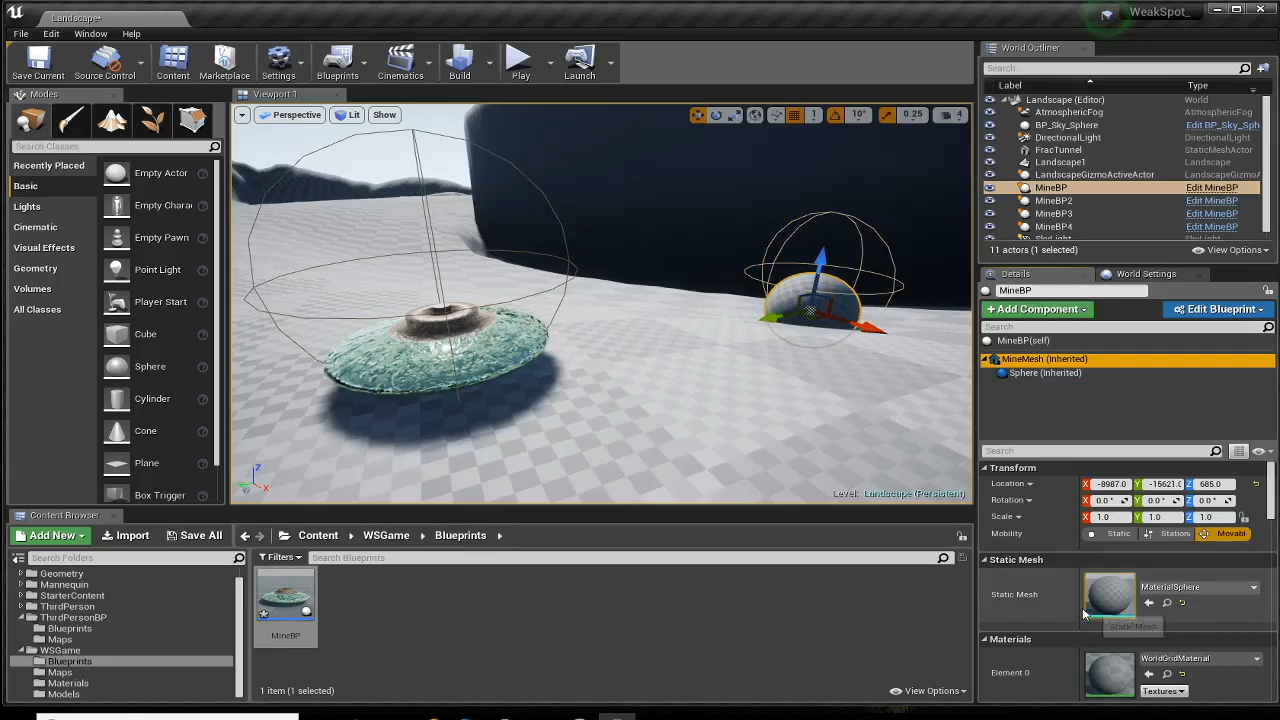 Landscape*
WeakSpot_
File Edit Window Help
Save Current
Source Control
Content
Marketplace
Settings
Blueprints
Cinematics
Build
Play
Launch
Modes
Search Classes
Recently Placed
Basic
Lights
Cinematic
Visual Effects
Geometry
Volumes
All Classes
Empty Actor
Empty Chara
Empty Pawn
Point Light
Player Start
Cube
Sphere
Cylinder
Cone
Plane
Box Trigger
Viewport 1
Perspective Lit Show
1 10° 0.25 4
Z
X
Level: Landscape (Persistent)
World Outliner
Search
Label Type
Landscape (Editor) World
AtmosphericFog AtmosphericFog
BP_Sky_Sphere Edit BP_Sky_Sph
DirectionalLight DirectionalLight
FracTunnel StaticMeshActor
Landscape1 Landscape
LandscapeGizmoActiveActor LandscapeGizmoA
MineBP Edit MineBP
MineBP2 Edit MineBP
MineBP3 Edit MineBP
MineBP4 Edit MineBP
SkyLight SkyLight
11 actors (1 selected) View Options
Details World Settings
MineBP
+ Add Component Edit Blueprint
Search
MineBP(self)
MineMesh (Inherited)
Sphere (Inherited)
Search
Transform
Location X -8987.0 Y -15621.0 Z 685.0
Rotation X 0.0 ° Y 0.0 ° Z 0.0 °
Scale X 1.0 Y 1.0 Z 1.0
Mobility Static Station Movabl
Static Mesh
Static Mesh MaterialSphere
Static Mesh
Materials
Element 0 WorldGridMaterial
Textures
Content Browser
Add New Import Save All Content WSGame Blueprints
Search Folders
Geometry
Mannequin
StarterContent
ThirdPerson
ThirdPersonBP
Blueprints
Maps
WSGame
Blueprints
Maps
Materials
Models
Filters Search Blueprints
MineBP
1 item (1 selected) View Options